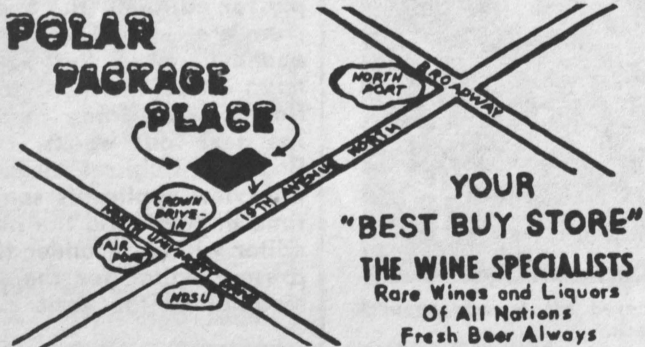 POLAR
PACKAGE
PLACE
NORTH
PORT
BROADWAY
19TH AVENUE NORTH
CROWN
DRIVE-
IN
NORTH UNIVERSITY
AIR
PORT
NDSU
YOUR
"BEST BUY STORE"
THE WINE SPECIALISTS
Rare Wines and Liquors
Of All Nations
Fresh Beer Always